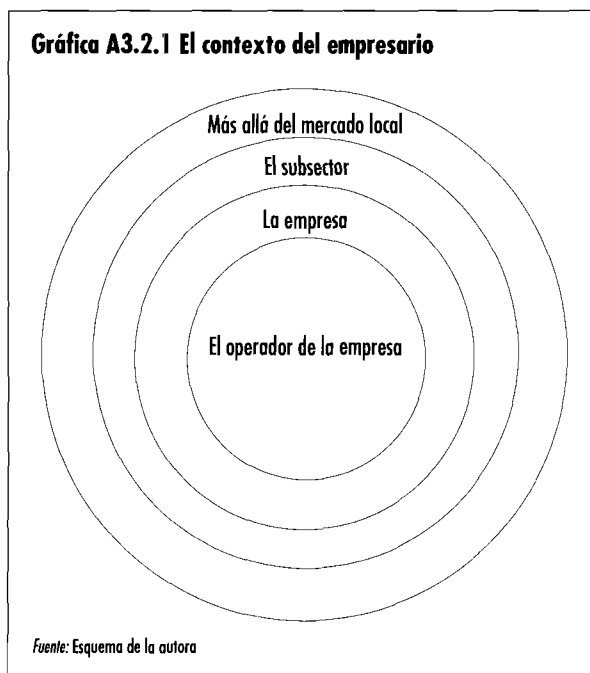 Gráfica A3.2.1 El contexto del empresario
Más allá del mercado local
El subsector
La empresa
El operador de la empresa
Fuente: Esquema de la autora